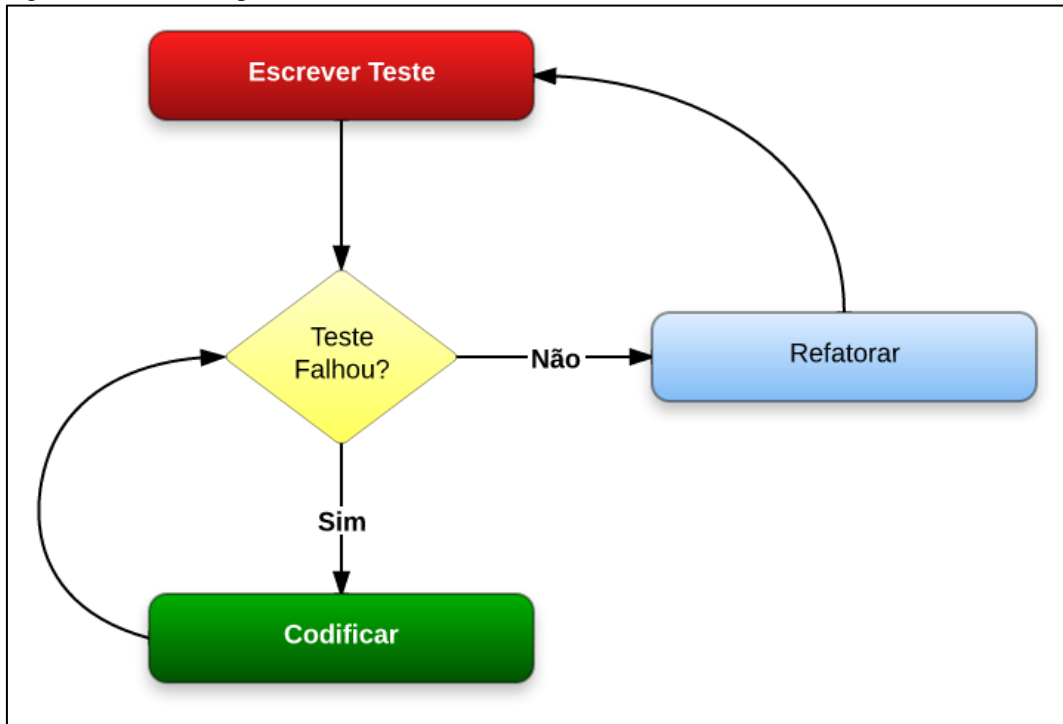 Escrever Teste
Teste
Falhou?
Não
Refatorar
Sim
Codificar